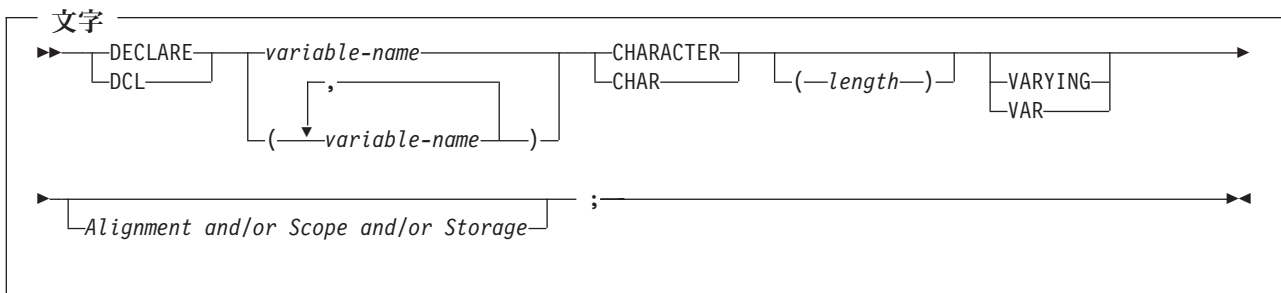 文字
DECLARE variable-name CHARACTER
DCL , CHAR ( length ) VARYING
VAR
( variable-name )
Alignment and/or Scope and/or Storage ;